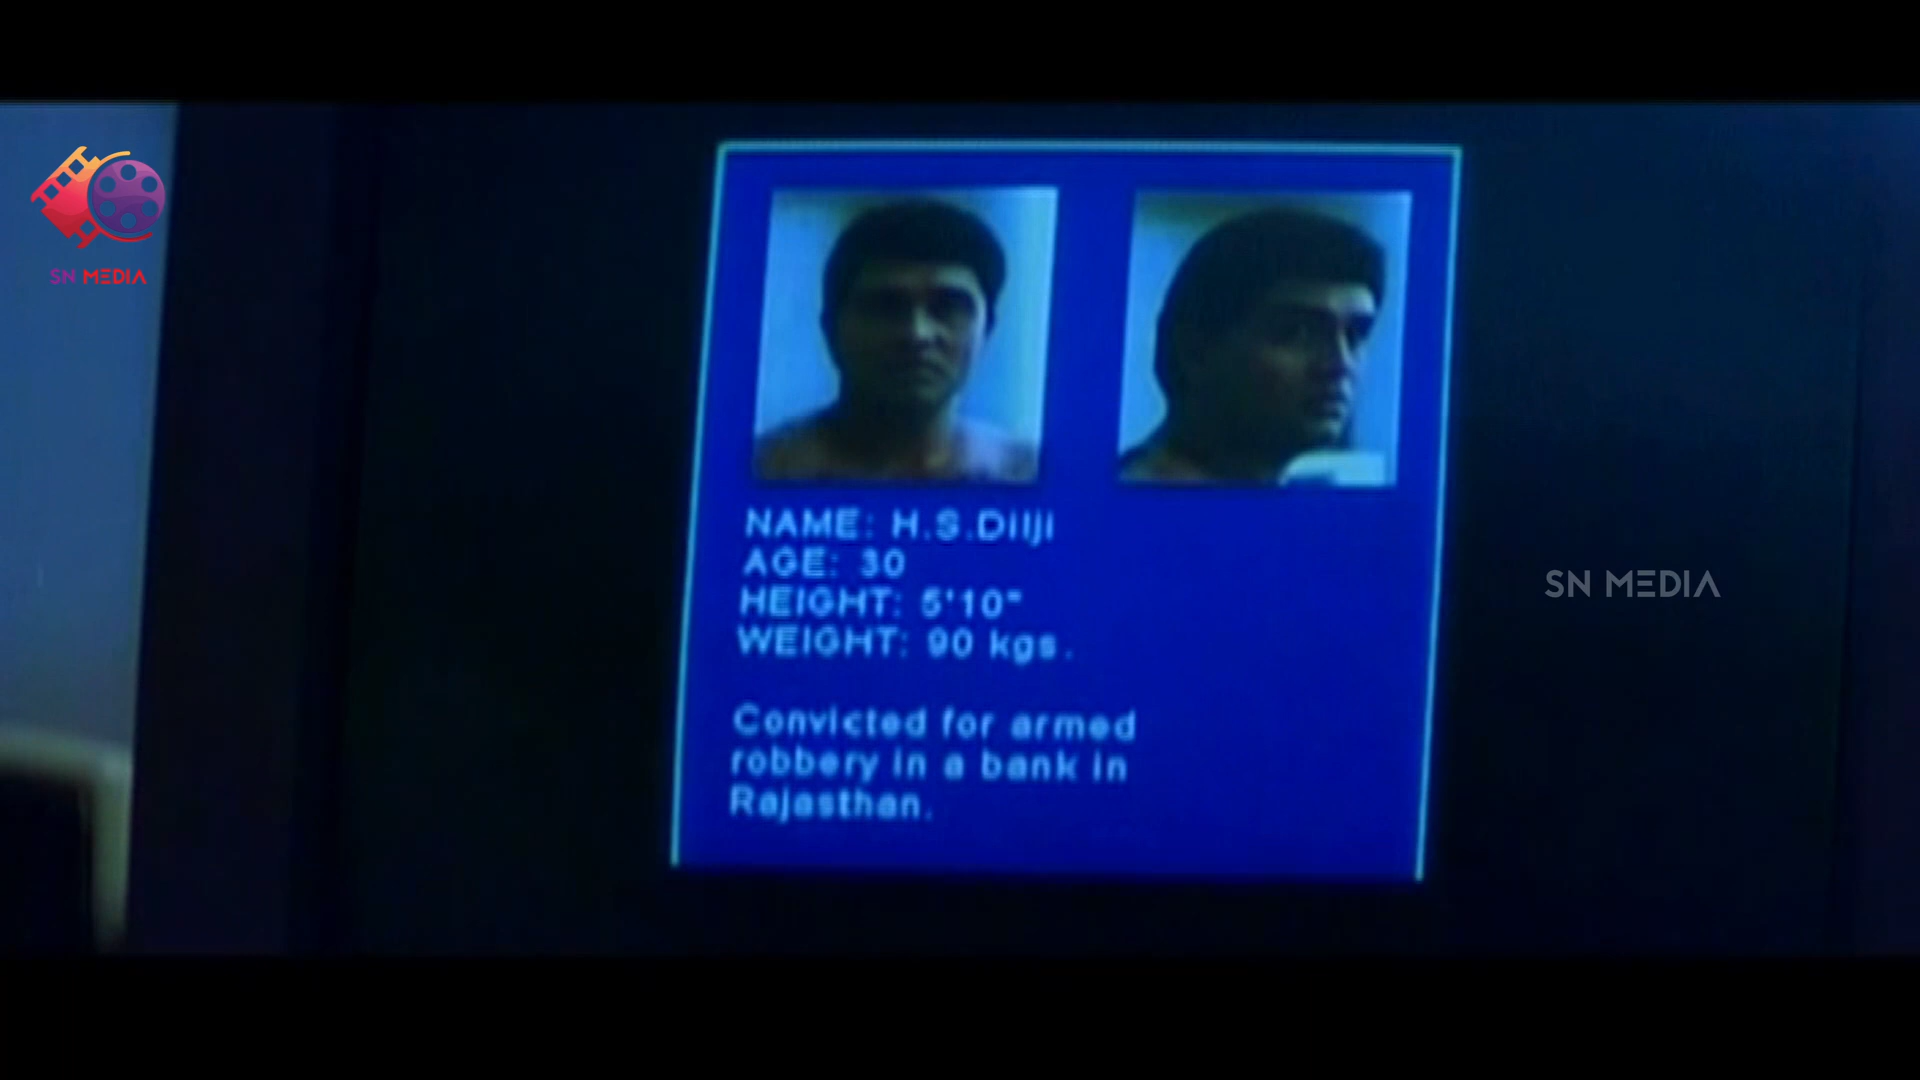 SN MEDIA
NAME: H.S.Dilji
AGE: 30
HEIGHT: 5'10"
WEIGHT: 90 kgs.
Convicted for armed
robbery in a bank in
Rajasthan.
SN MEDIA